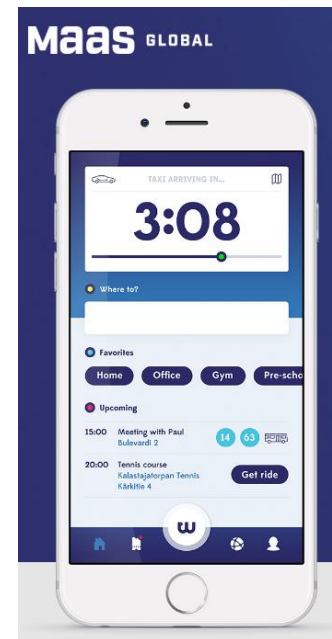 MaaS GLOBAL
TAXI ARRIVING IN...
3:08
Where to?
Favorites
Home Office Gym Pre-scho
Upcoming
15:00 Meeting with Paul 14 63
Bulevardi 2
20:00 Tennis course Get ride
Kalastajatorpan Tennis
Kärkitie 4
w